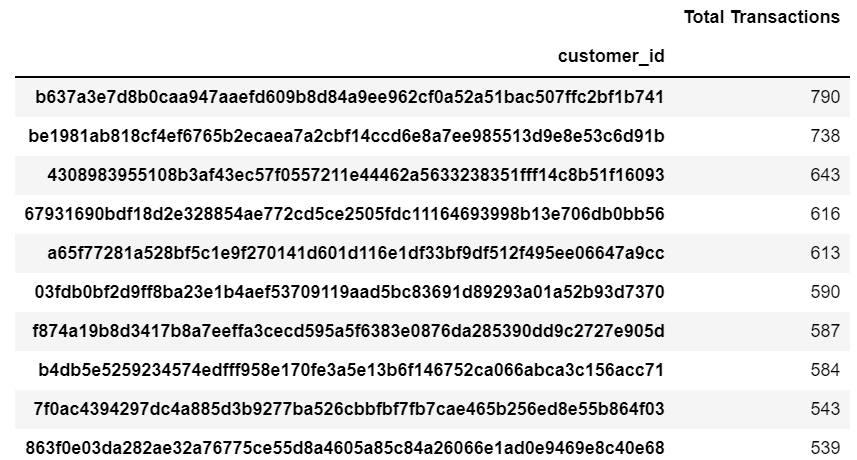 Total Transactions
customer_id
b637a3e7d8b0caa947aaefd609b8d84a9ee962cf0a52a51bac507ffc2bf1b741 790
be1981ab818cf4ef6765b2ecaea7a2cbf14ccd6e8a7ee985513d9e8e53c6d91b 738
4308983955108b3af43ec57f0557211e44462a5633238351fff14c8b51f16093 643
67931690bdf18d2e328854ae772cd5ce2505fdc11164693998b13e706db0bb56 616
a65f77281a528bf5c1e9f270141d601d116e1df33bf9df512f495ee06647a9cc 613
03fdb0bf2d9ff8ba23e1b4aef53709119aad5bc83691d89293a01a52b93d7370 590
f874a19b8d3417b8a7eeffa3cecd595a5f6383e0876da285390dd9c2727e905d 587
b4db5e5259234574edfff958e170fe3a5e13b6f146752ca066abca3c156acc71 584
7f0ac4394297dc4a885d3b9277ba526cbbfbf7fb7cae465b256ed8e55b864f03 543
863f0e03da282ae32a76775ce55d8a4605a85c84a26066e1ad0e9469e8c40e68 539